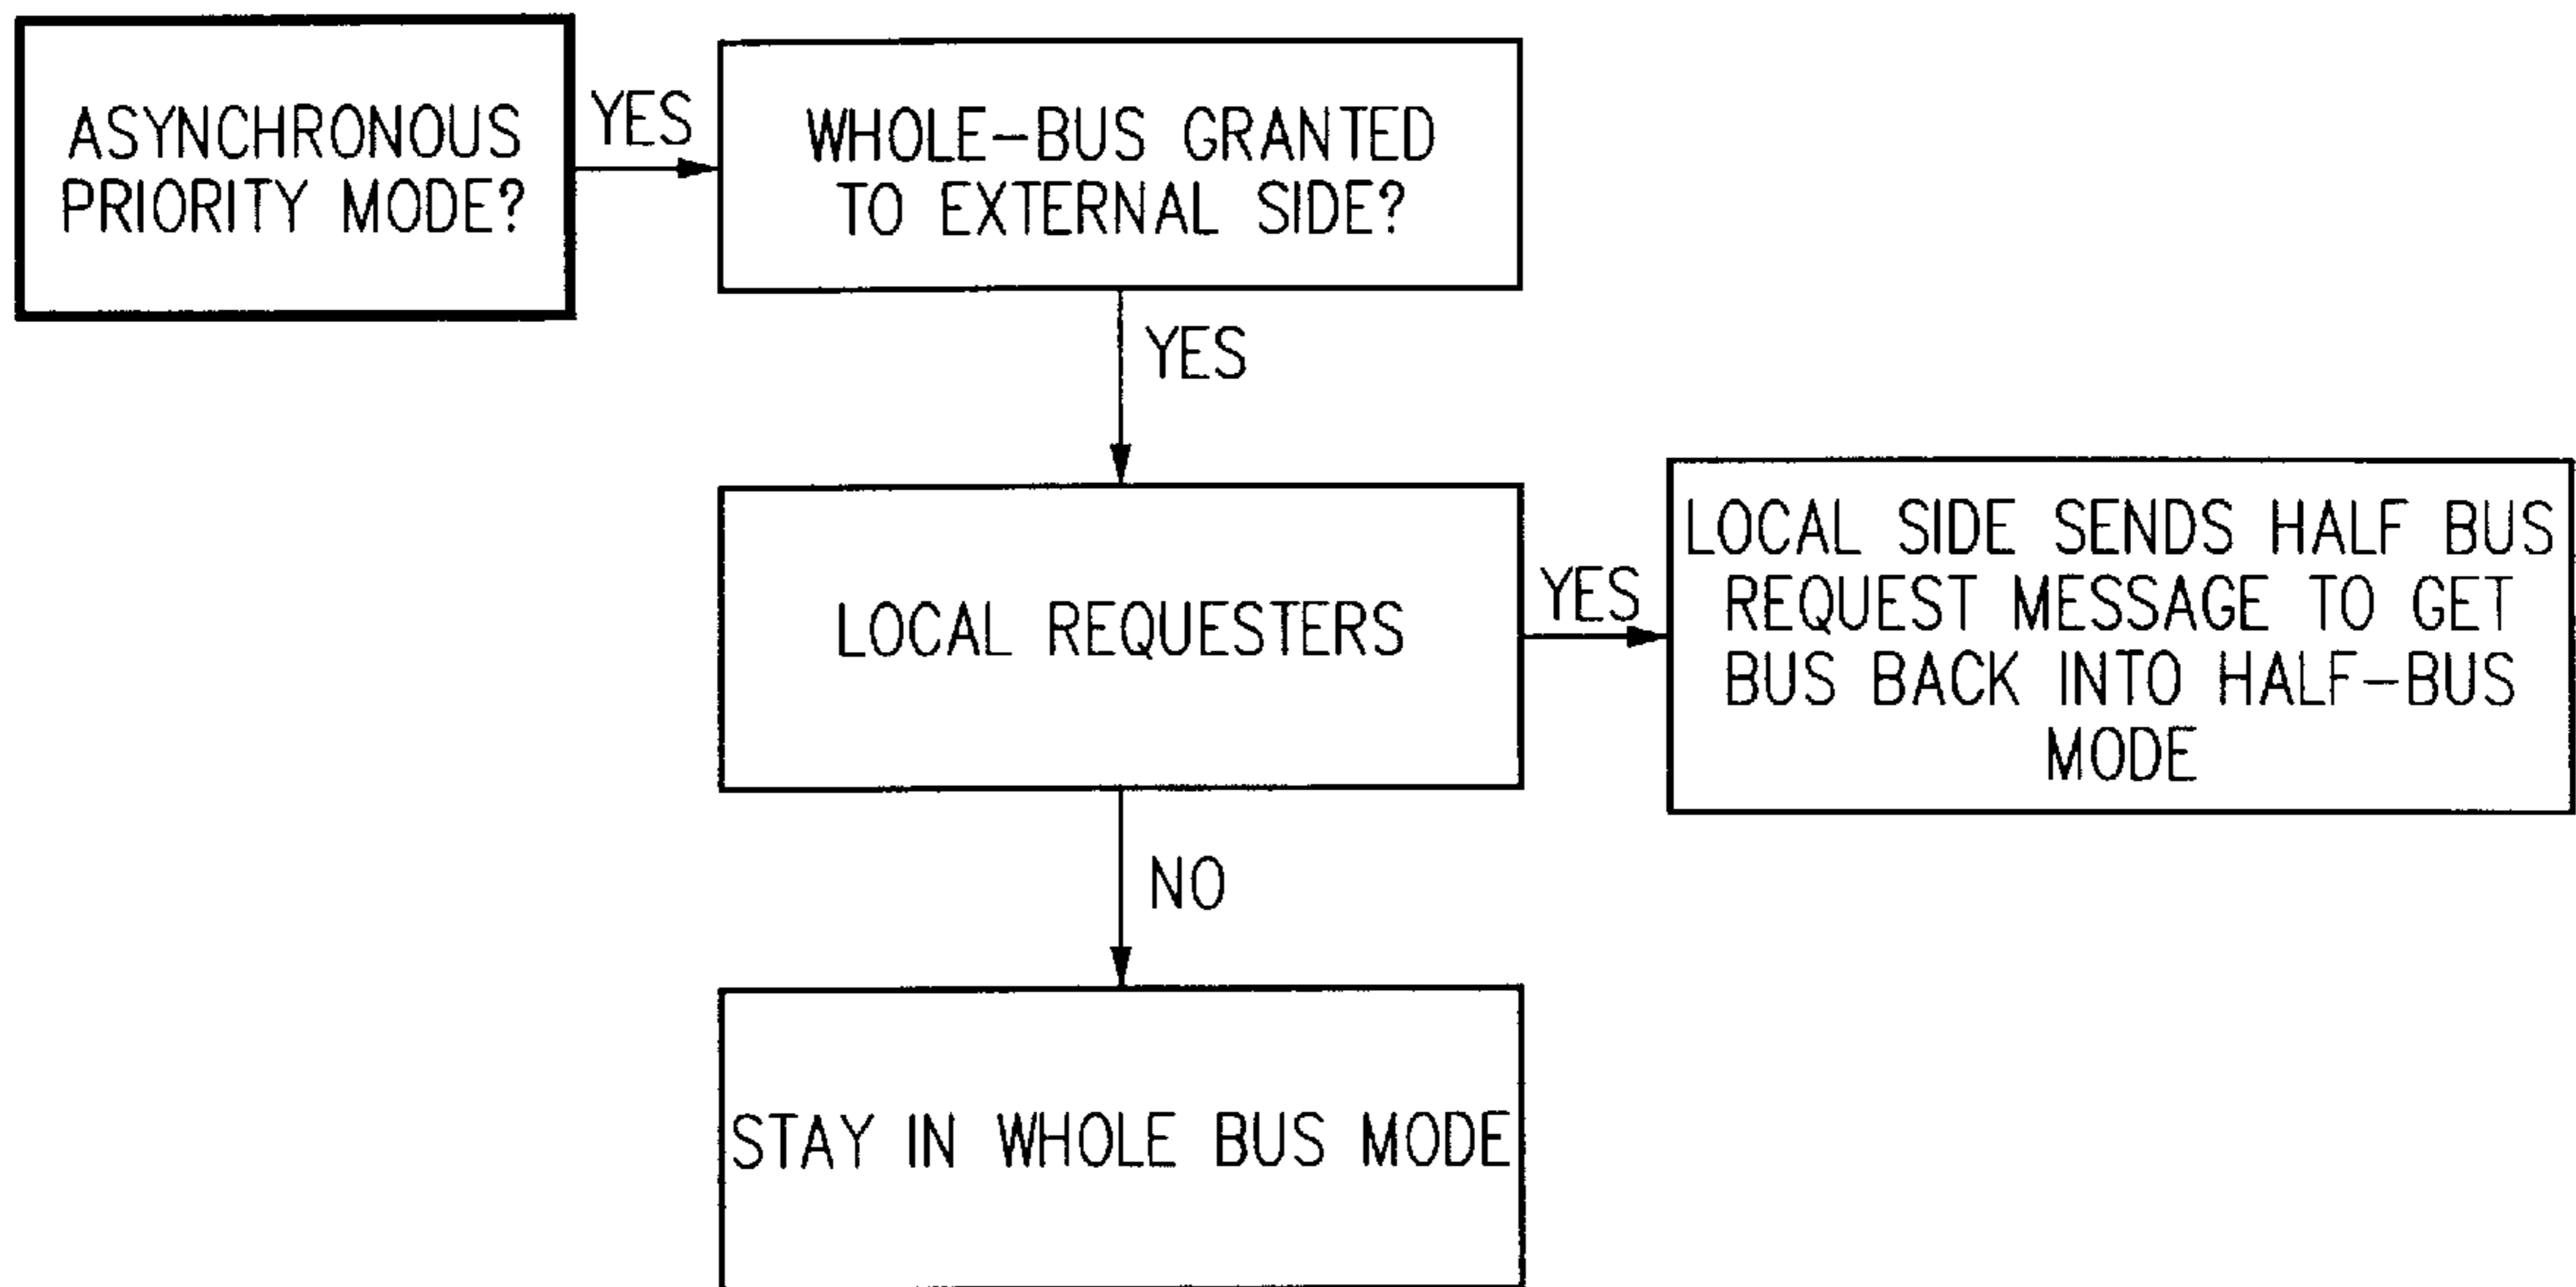 ASYNCHRONOUS
PRIORITY MODE?
YES
WHOLE-BUS GRANTED
TO EXTERNAL SIDE?
YES
LOCAL REQUESTERS
YES
LOCAL SIDE SENDS HALF BUS
REQUEST MESSAGE TO GET
BUS BACK INTO HALF-BUS
MODE
NO
STAY IN WHOLE BUS MODE